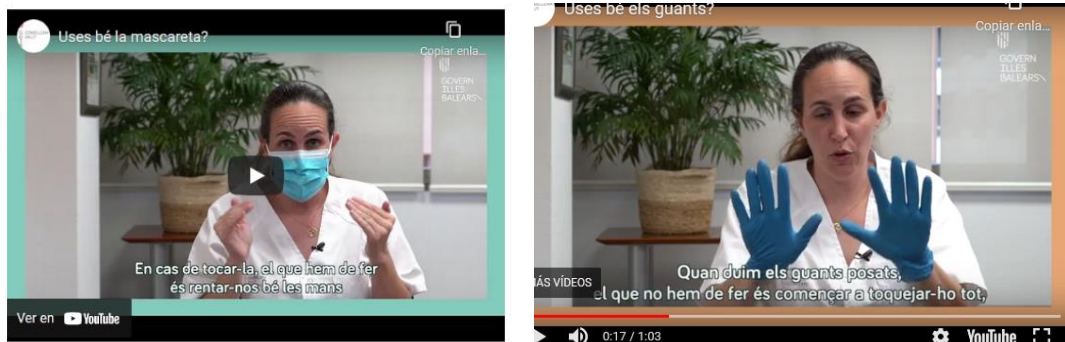 Uses bé la mascareta?
Copiar enla...
GOVERN
ILLES
BALEARS
En cas de tocar-la, el que hem de fer
és rentar-nos bé les mans
Ver en YouTube
Uses bé els guants?
Copiar enla...
GOVERN
ILLES
BALEARS
Quan duim els guants posats,
el que no hem de fer és començar a toquejar-ho tot,
ÁS VÍDEOS
0:17 / 1:03
YouTube